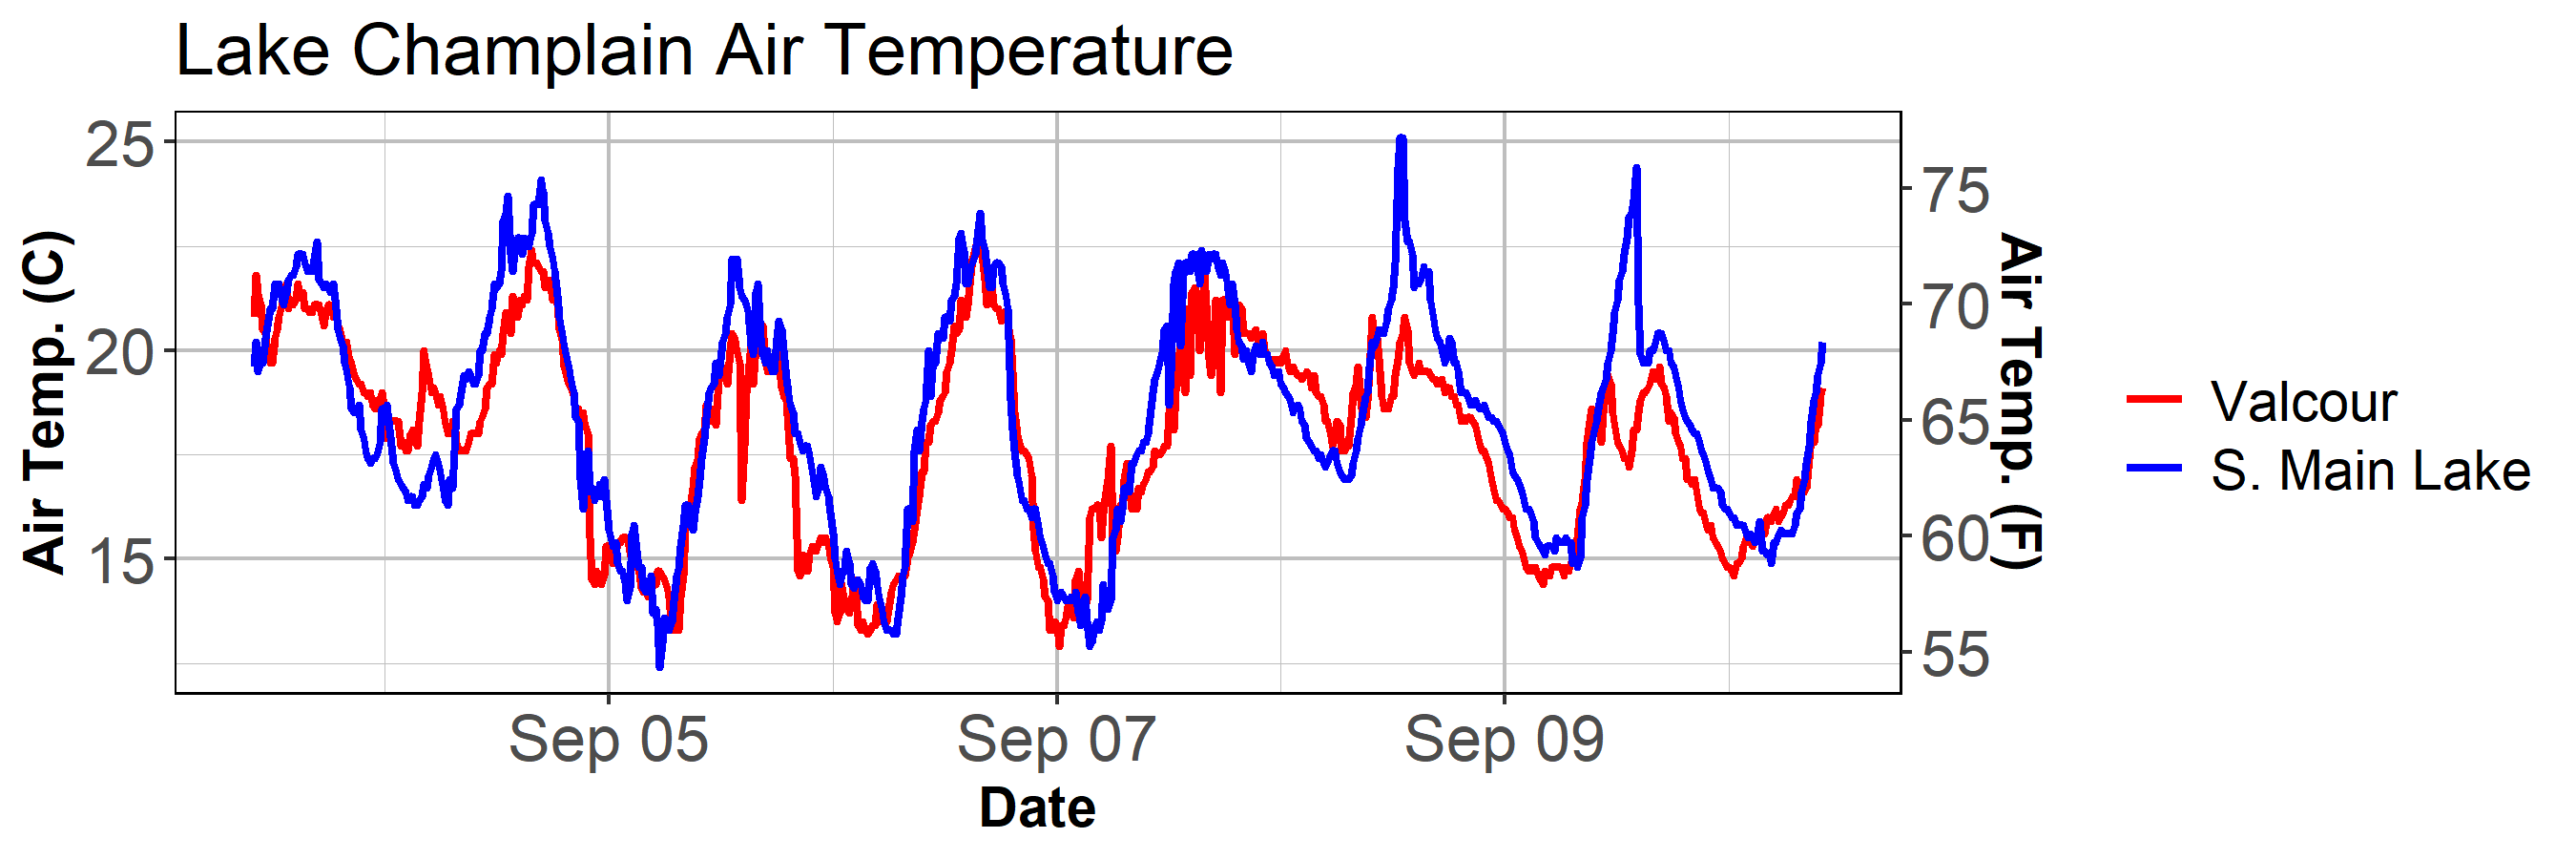 Lake Champlain Air Temperature
Air Temp. (C)
25
20
15
75
70
65
60
55
Air Temp. (F)
Sep 05
Sep 07
Sep 09
Date
Valcour
S. Main Lake